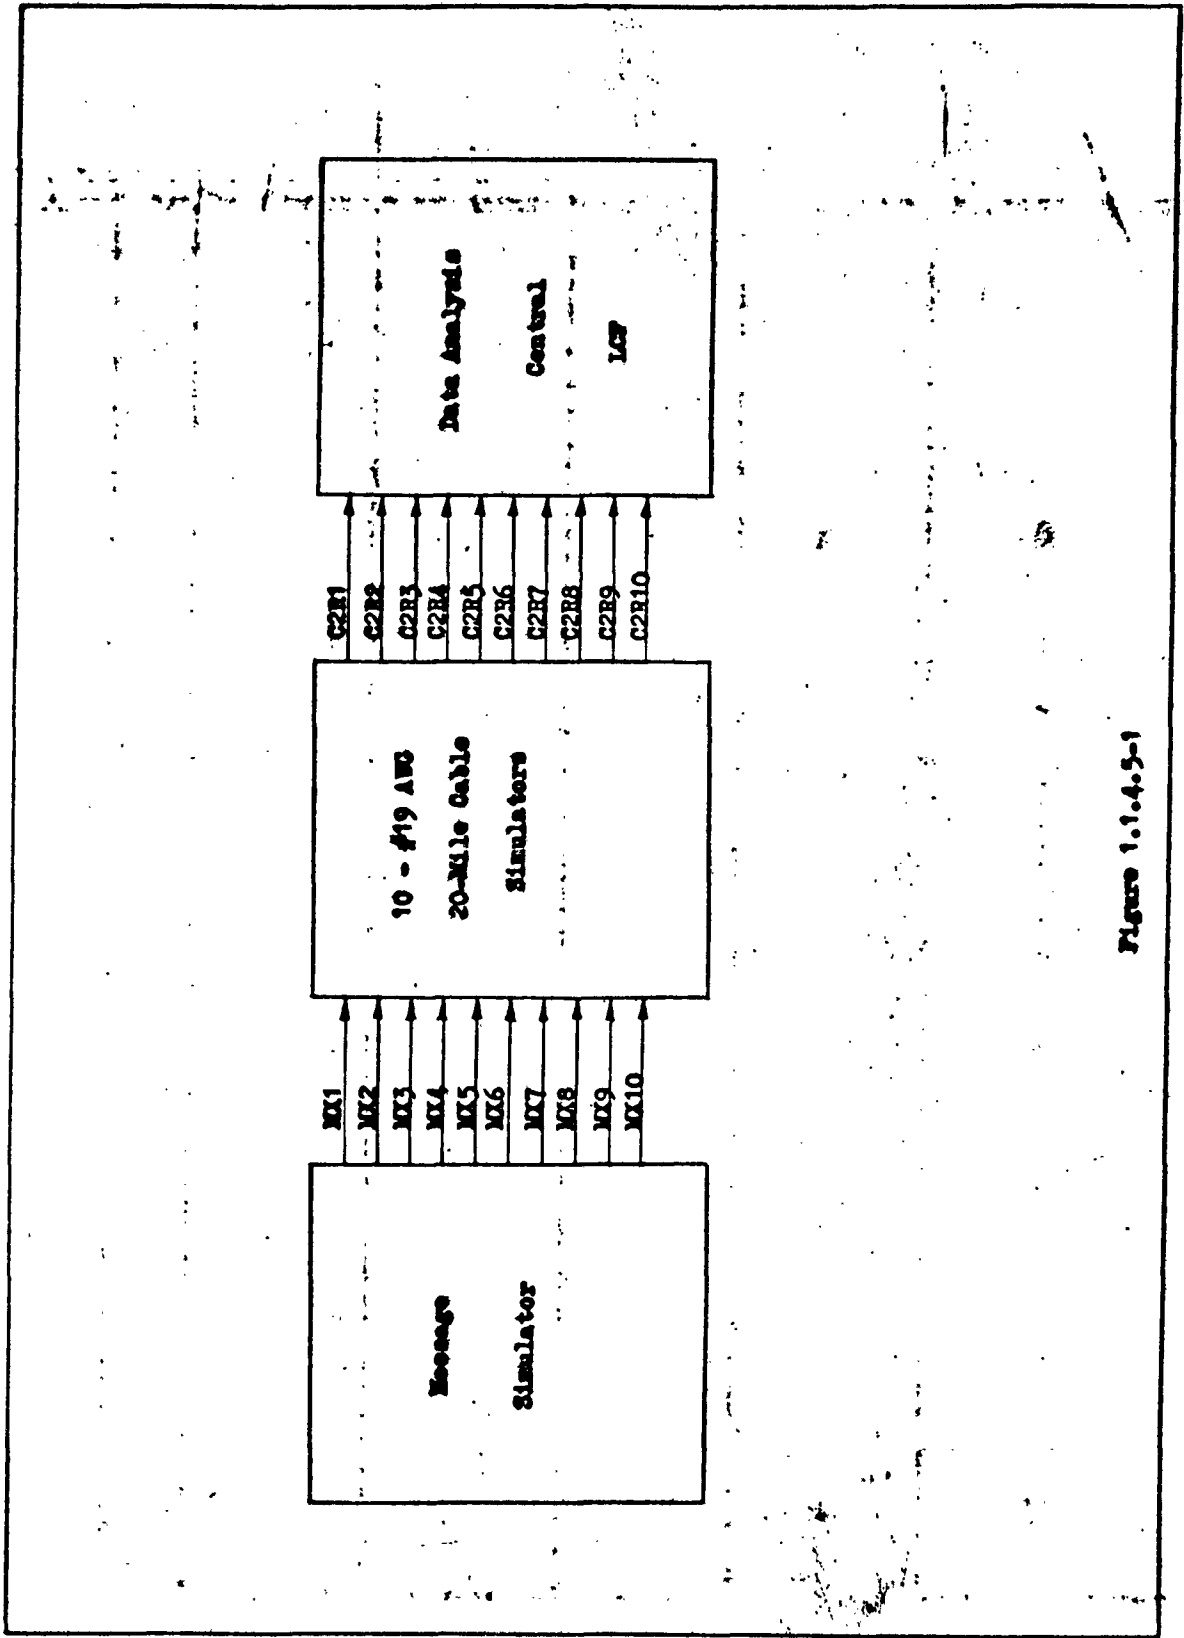 Message
Simulator
MX1
MX2
MX3
MX4
MX5
MX6
MX7
MX8
MX9
MX10
10 - #19 AWG
20-Mile Cable
Simulators
C2R1
C2R2
C2R3
C2R4
C2R5
C2R6
C2R7
C2R8
C2R9
C2R10
Data Analysis
Central
LCF
Figure 1.1.4.5-1